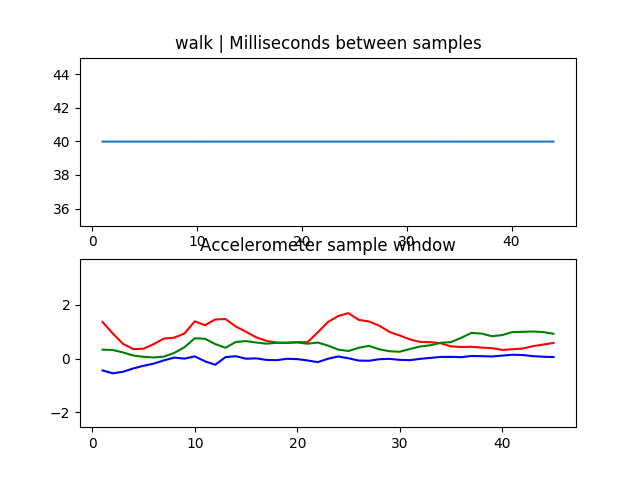 walk | Milliseconds between samples
44
42
40
38
36
0 10 20 30 40
Accelerometer sample window
2
0
−2
0 10 20 30 40